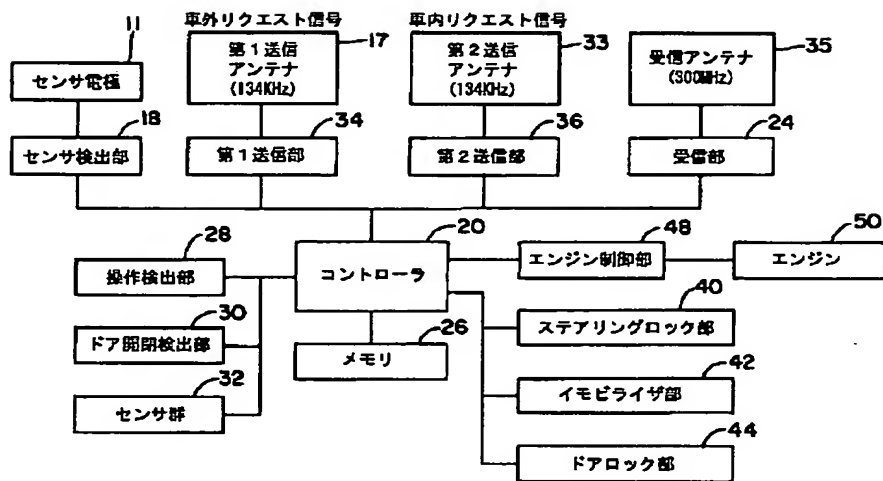 車外リクエスト信号
車内リクエスト信号
11
17
33
35
センサ電極
第1送信
アンテナ
(134KHz)
第2送信
アンテナ
(134KHz)
受信アンテナ
(300MHz)
18
34
36
24
センサ検出部
第1送信部
第2送信部
受信部
28
20
48
50
操作検出部
コントローラ
エンジン制御部
エンジン
30
40
ドア開閉検出部
ステアリングロック部
26
メモリ
32
42
センサ群
イモビライザ部
44
ドアロック部